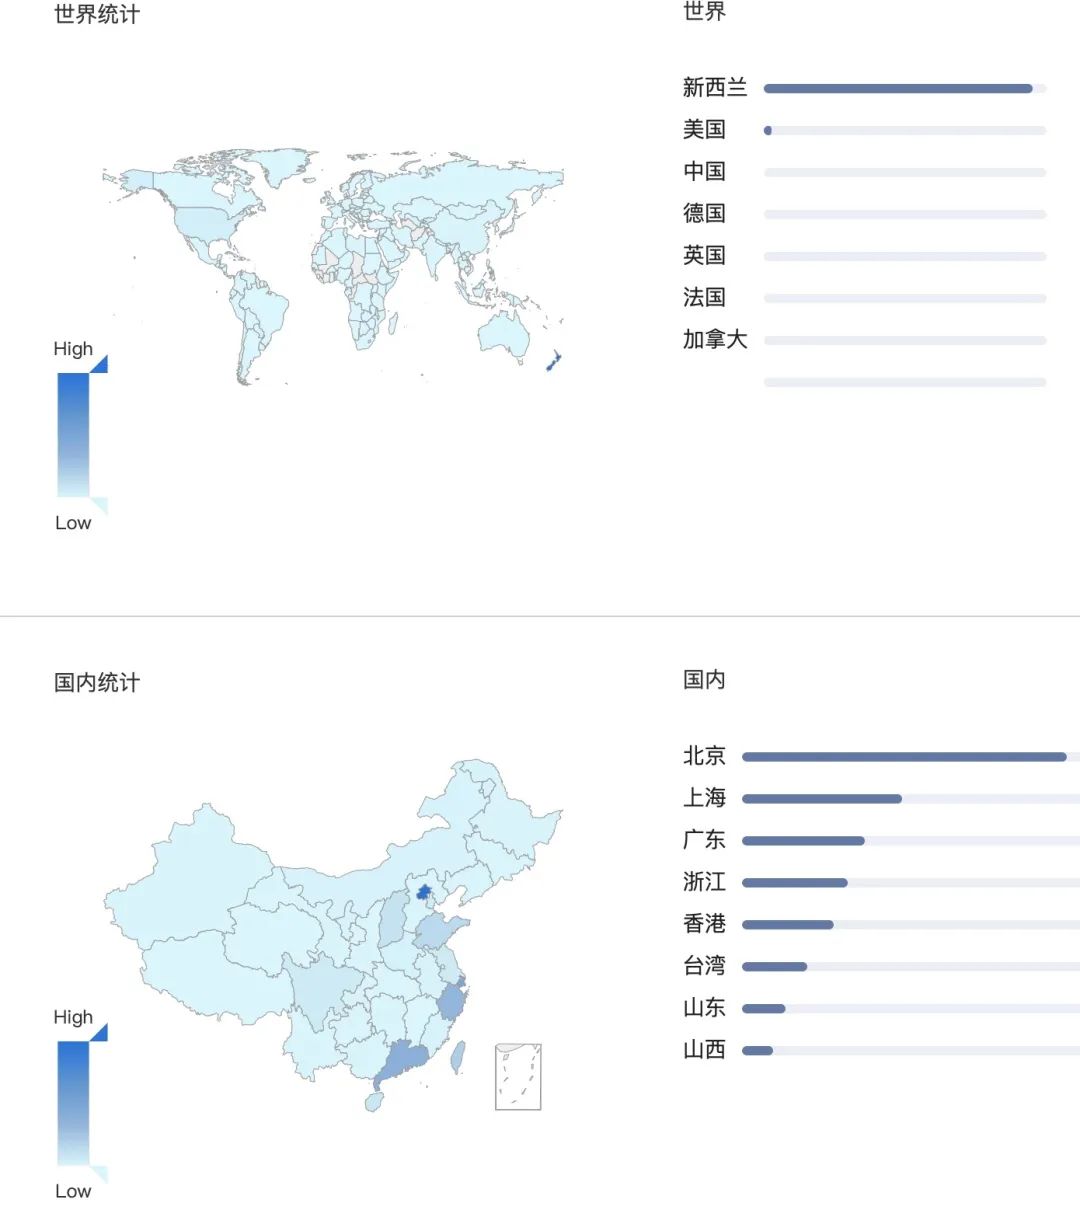 世界统计
世界
新西兰
美国
中国
德国
英国
法国
加拿大
High
Low
国内统计
国内
北京
上海
广东
浙江
香港
台湾
山东
山西
High
Low